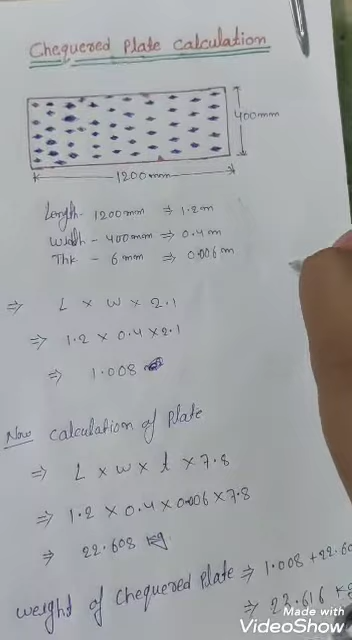 Chequered Plate Calculation
400mm
1200mm
Length - 1200mm ⇒ 1.2m
Width - 400mm ⇒ 0.4m
Thk - 6mm ⇒ 0.006m
⇒ L × W × 2.1
⇒ 1.2 × 0.4 × 2.1
⇒ 1.008
Now Calculation of Plate
⇒ L × W × t × 7.8
⇒ 1.2 × 0.4 × 0.006 × 7.8
⇒ 22.608 kg
Weight of Chequered Plate ⇒ 1.008 + 22.60
⇒ 23.616 kg
Made with
VideoShow